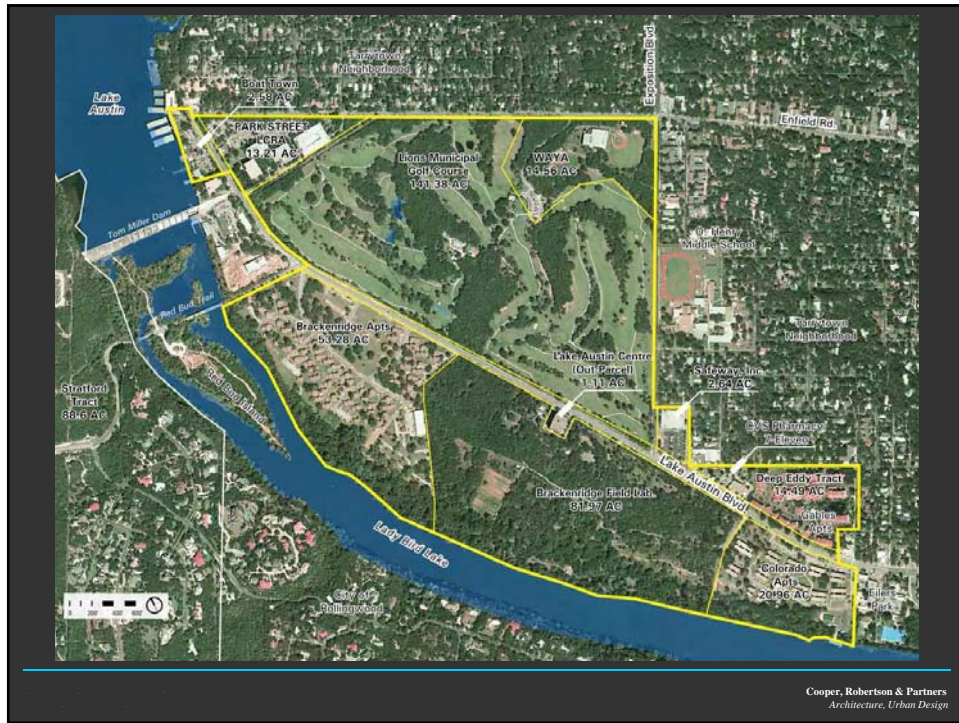 Tarrytown
Neighborhood
Exposition Blvd
Boat Town
2.58 AC
Lake
Austin
Enfield Rd.
PARK STREET
LCRA
13.21 AC
Lions Municipal
Golf Course
141.38 AC
WAYA
14.56 AC
Tom Miller Dam
O. Henry
Middle School
Red Bud Trail
Brackenridge Apts
53.28 AC
Tarrytown
Neighborhood
Lake Austin Centre
(Out Parcel)
1.11 AC
Safeway, Inc.
2.64 AC
Red Bud Island
Stratford
Tract
88.6 AC
CVS Pharmacy/
7-Eleven
Lake Austin Blvd
Deep Eddy Tract
14.49 AC
Brackenridge Field Lab.
81.97 AC
Gables
Apts
Lady Bird Lake
Colorado
Apts
20.96 AC
Eilers
Park
City of
Rollingwood
0 200' 400' 600'
Cooper, Robertson & Partners
Architecture, Urban Design